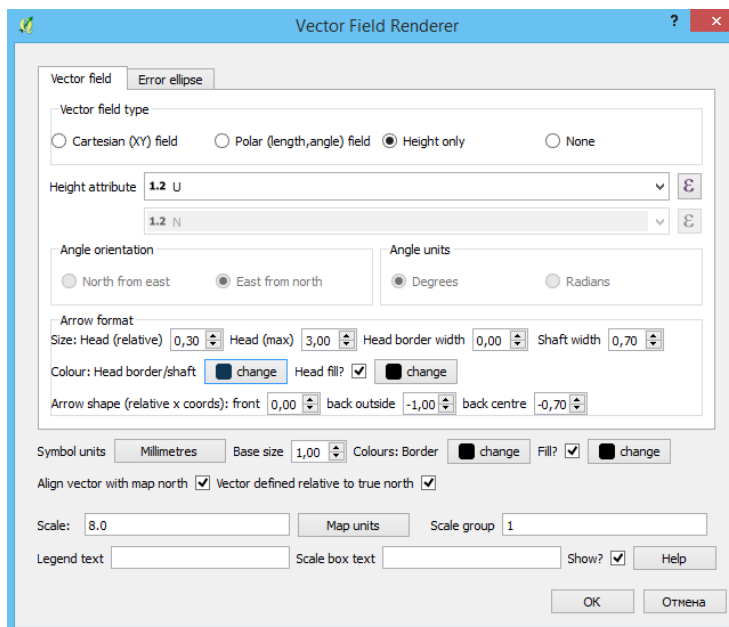 Vector Field Renderer
Vector field Error ellipse
Vector field type
Cartesian (XY) field Polar (length,angle) field Height only None
Height attribute 1.2 U ε
1.2 N ε
Angle orientation Angle units
North from east East from north Degrees Radians
Arrow format
Size: Head (relative) 0,30 Head (max) 3,00 Head border width 0,00 Shaft width 0,70
Colour: Head border/shaft change Head fill? change
Arrow shape (relative x coords): front 0,00 back outside -1,00 back centre -0,70
Symbol units Millimetres Base size 1,00 Colours: Border change Fill? change
Align vector with map north Vector defined relative to true north
Scale: 8.0 Map units Scale group 1
Legend text Scale box text Show? Help
OK Отмена